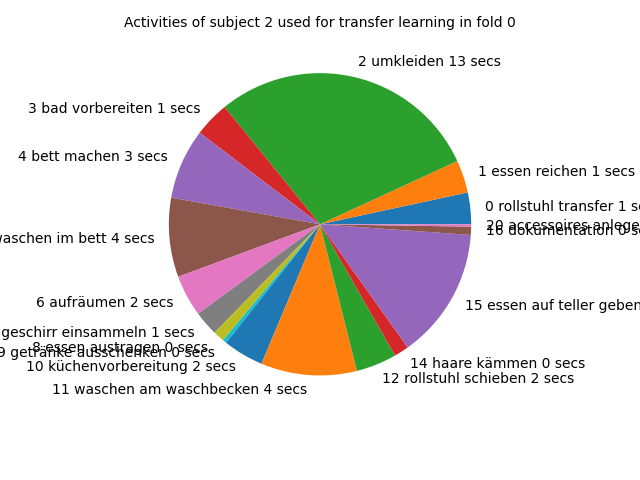 Activities of subject 2 used for transfer learning in fold 0
2 umkleiden 13 secs
3 bad vorbereiten 1 secs
4 bett machen 3 secs
1 essen reichen 1 secs
0 rollstuhl transfer 1
20 accessoires
16 dokumentation 0
waschen im bett 4 secs
6 aufräumen 2 secs
15 essen auf teller geben
geschirr einsammeln 1 secs
8 essen austragen 0 secs
9 getränke ausschenken 0 secs
10 küchenvorbereitung 2 secs
14 haare kämmen 0 secs
12 rollstuhl schieben 2 secs
11 waschen am waschbecken 4 secs